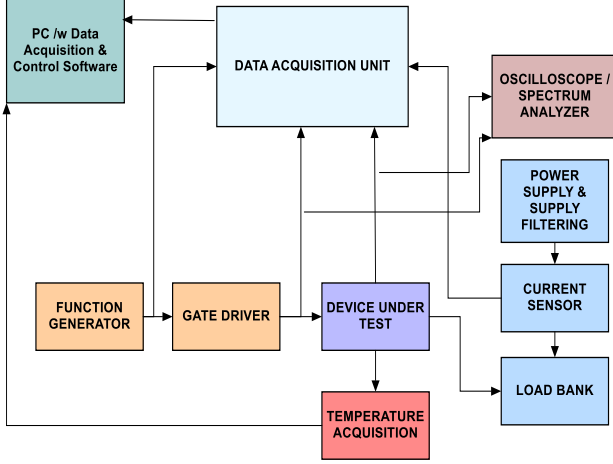 PC /w Data
Acquisition &
Control Software
DATA ACQUISITION UNIT
OSCILLOSCOPE /
SPECTRUM
ANALYZER
POWER
SUPPLY &
SUPPLY
FILTERING
FUNCTION
GENERATOR
GATE DRIVER
DEVICE UNDER
TEST
CURRENT
SENSOR
LOAD BANK
TEMPERATURE
ACQUISITION